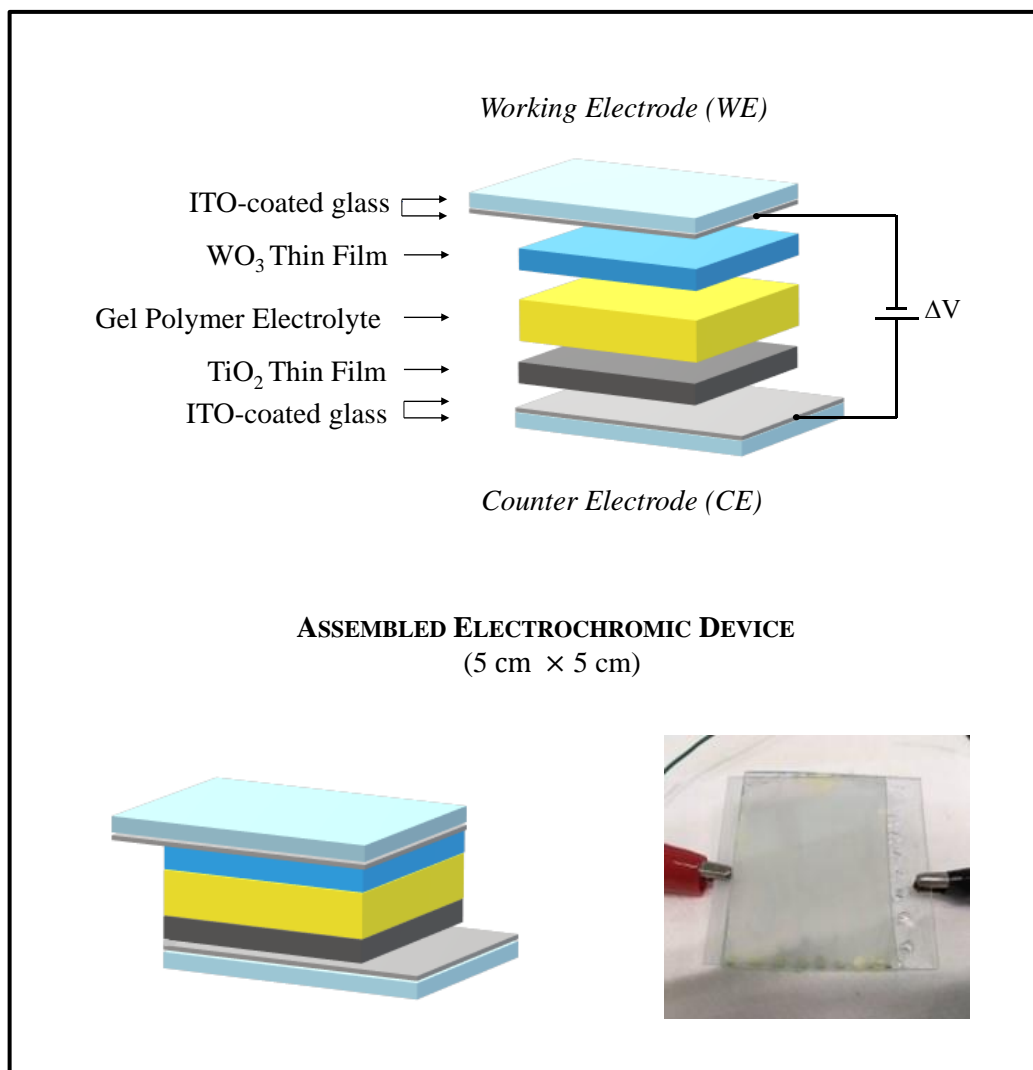 Working Electrode (WE)
ITO-coated glass
WO₃ Thin Film
Gel Polymer Electrolyte
ΔV
TiO₂ Thin Film
ITO-coated glass
Counter Electrode (CE)
ASSEMBLED ELECTROCHROMIC DEVICE
(5 cm × 5 cm)